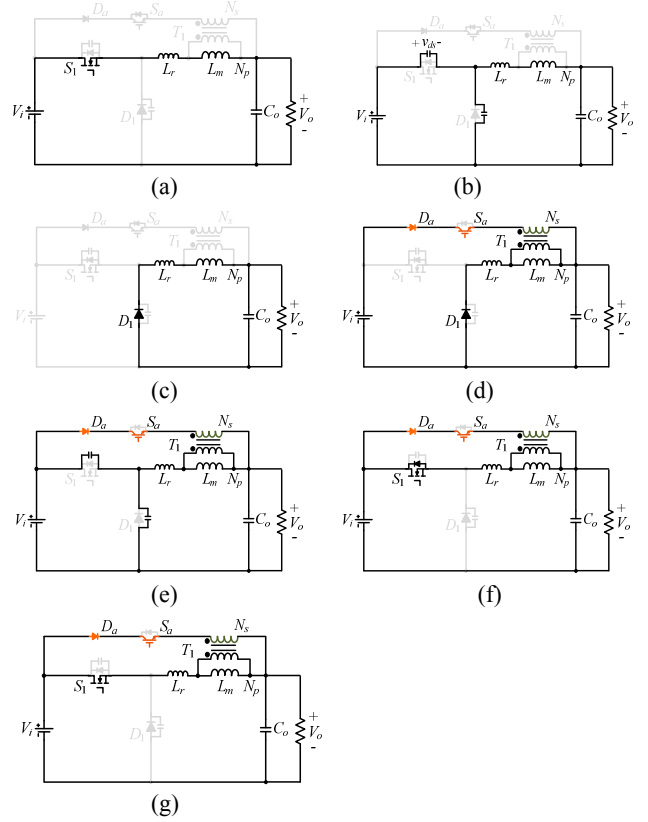 D_a S_a N_s
T_1
S_1 L_r L_m N_p
V_i D_1 C_o + V_o -
(a)
D_a S_a N_s
+ v_ds - T_1
S_1 L_r L_m N_p
V_i D_1 C_o + V_o -
(b)
D_a S_a N_s
T_1
S_1 L_r L_m N_p
V_i D_1 C_o + V_o -
(c)
D_a S_a N_s
T_1
S_1 L_r L_m N_p
V_i D_1 C_o + V_o -
(d)
D_a S_a N_s
T_1
S_1 L_r L_m N_p
V_i D_1 C_o + V_o -
(e)
D_a S_a N_s
T_1
S_1 L_r L_m N_p
V_i D_1 C_o + V_o -
(f)
D_a S_a N_s
T_1
S_1 L_r L_m N_p
V_i D_1 C_o + V_o -
(g)